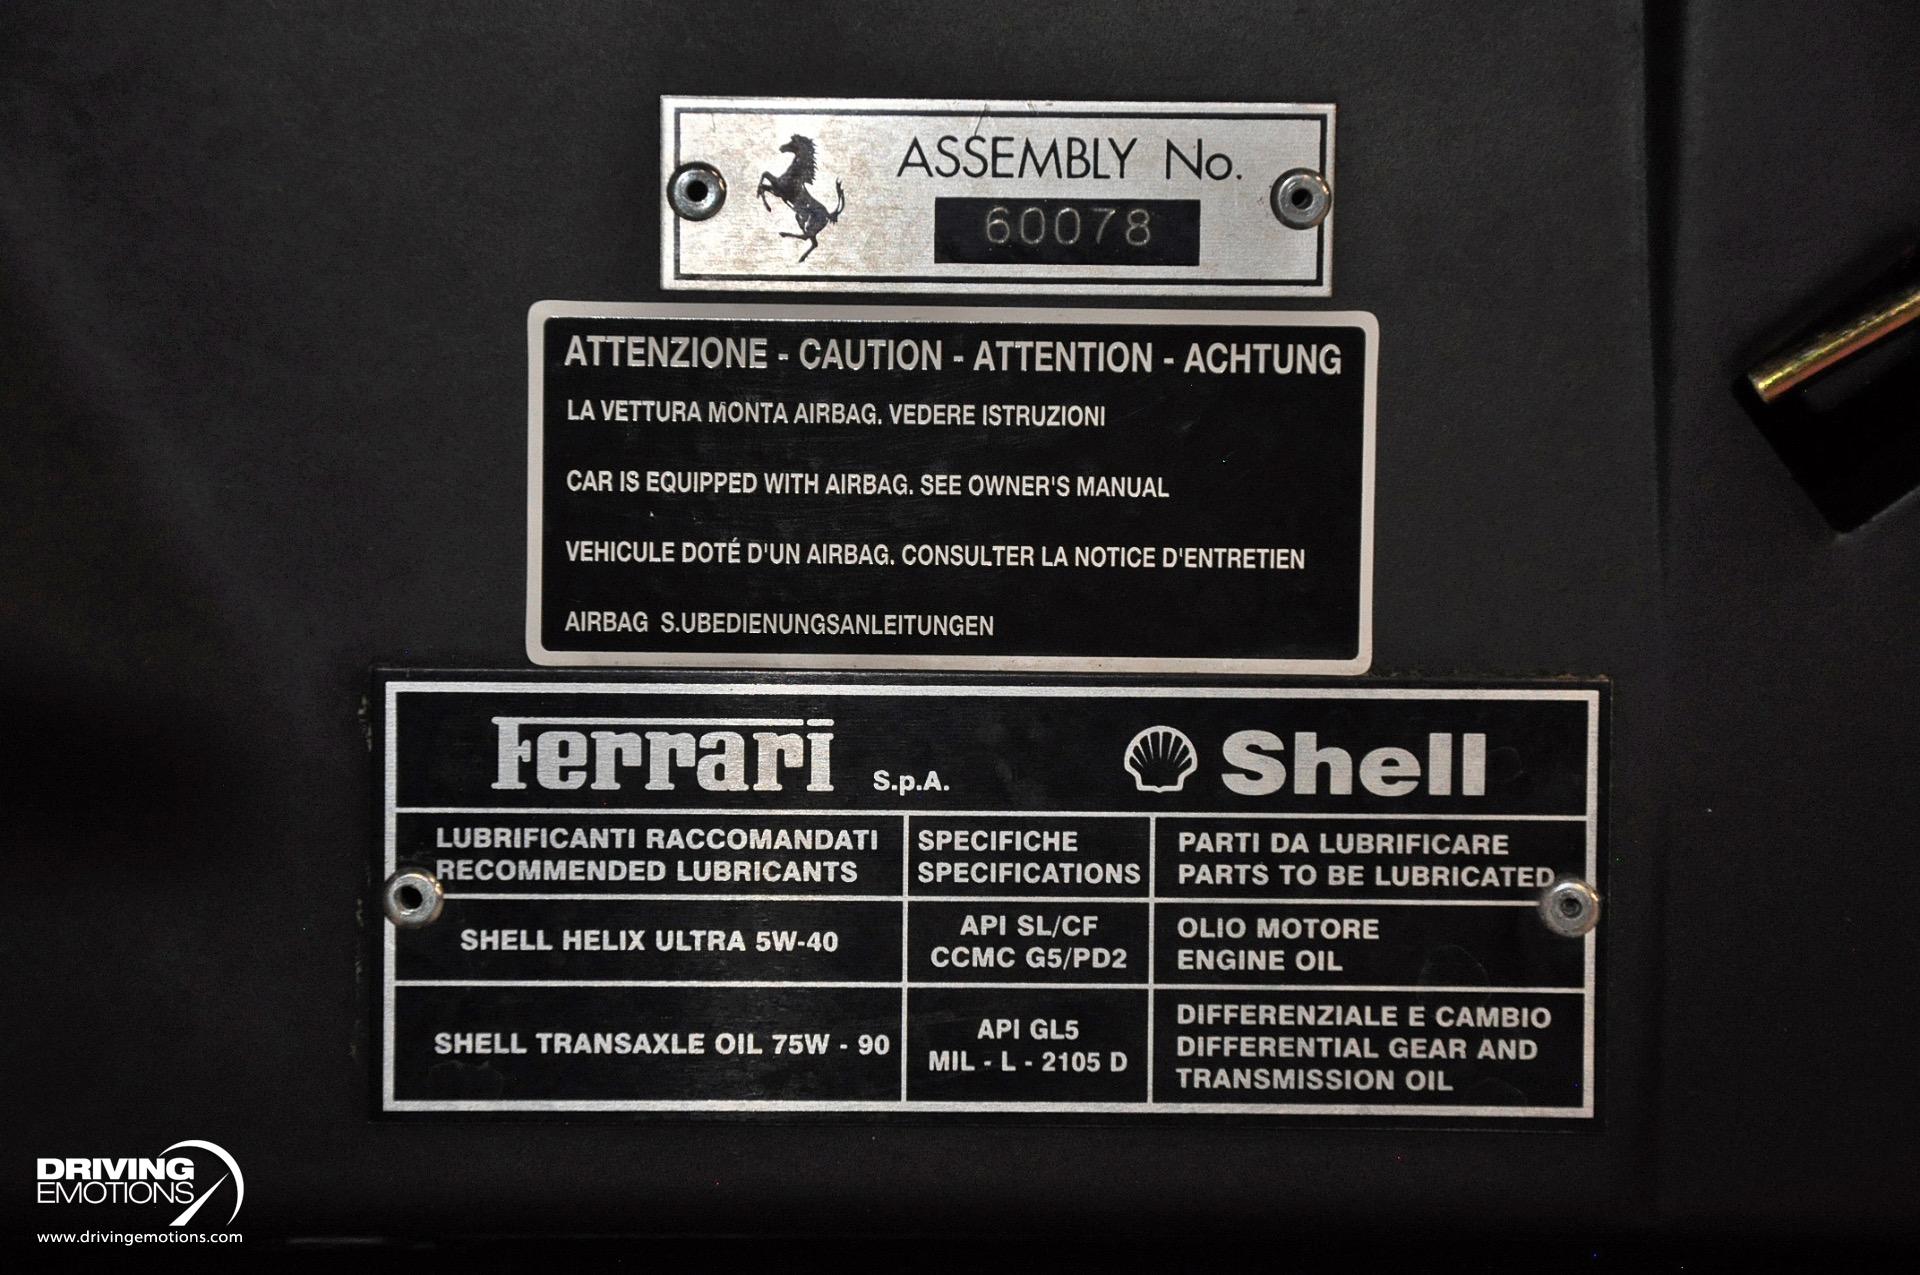 ASSEMBLY No.
60078
ATTENZIONE - CAUTION - ATTENTION - ACHTUNG
LA VETTURA MONTA AIRBAG. VEDERE ISTRUZIONI
CAR IS EQUIPPED WITH AIRBAG. SEE OWNER'S MANUAL
VEHICULE DOTÉ D'UN AIRBAG. CONSULTER LA NOTICE D'ENTRETIEN
AIRBAG S.UBEDIENUNGSANLEITUNGEN
Ferrari S.p.A. Shell
LUBRIFICANTI RACCOMANDATI
RECOMMENDED LUBRICANTS
SPECIFICHE
SPECIFICATIONS
PARTI DA LUBRIFICARE
PARTS TO BE LUBRICATED
SHELL HELIX ULTRA 5W-40
API SL/CF
CCMC G5/PD2
OLIO MOTORE
ENGINE OIL
SHELL TRANSAXLE OIL 75W - 90
API GL5
MIL - L - 2105 D
DIFFERENZIALE E CAMBIO
DIFFERENTIAL GEAR AND
TRANSMISSION OIL
DRIVING
EMOTIONS
www.drivingemotions.com